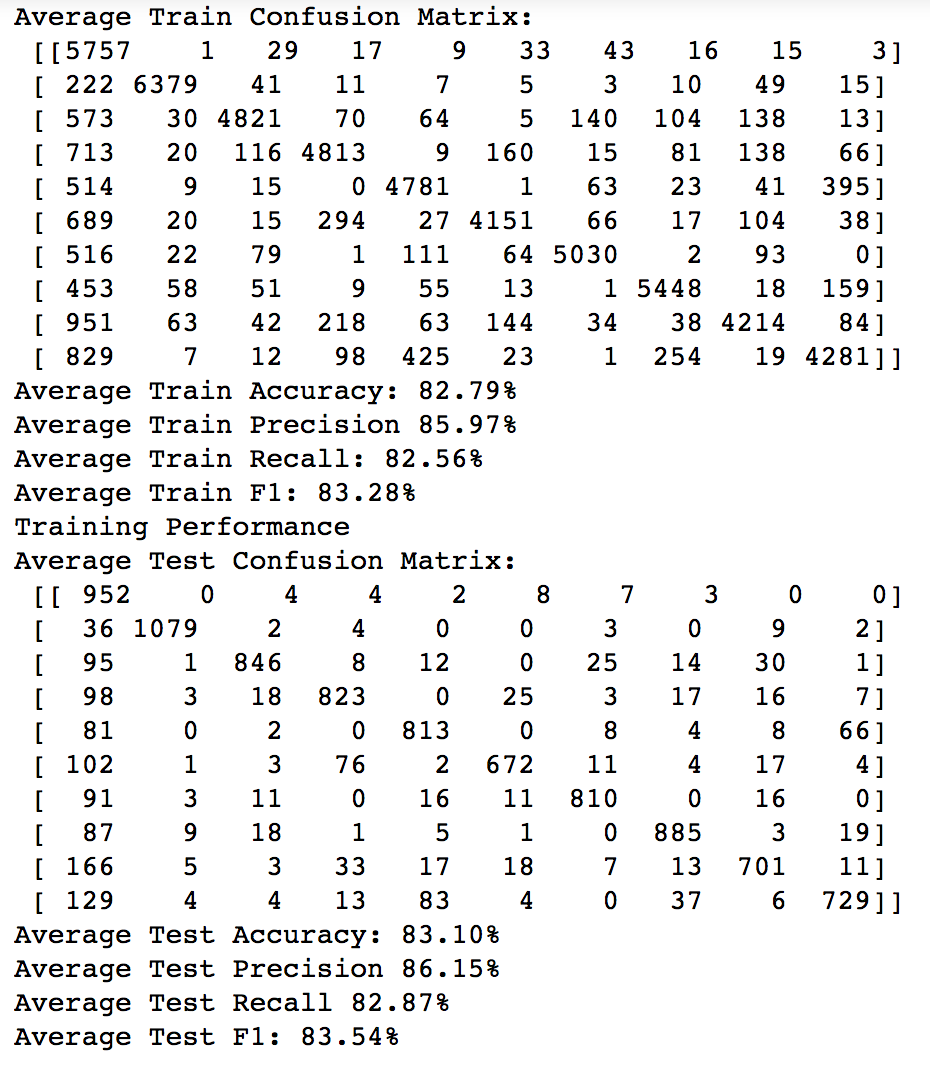 Average Train Confusion Matrix:
[[5757 1 29 17 9 33 43 16 15 3]
[ 222 6379 41 11 7 5 3 10 49 15]
[ 573 30 4821 70 64 5 140 104 138 13]
[ 713 20 116 4813 9 160 15 81 138 66]
[ 514 9 15 0 4781 1 63 23 41 395]
[ 689 20 15 294 27 4151 66 17 104 38]
[ 516 22 79 1 111 64 5030 2 93 0]
[ 453 58 51 9 55 13 1 5448 18 159]
[ 951 63 42 218 63 144 34 38 4214 84]
[ 829 7 12 98 425 23 1 254 19 4281]]
Average Train Accuracy: 82.79%
Average Train Precision 85.97%
Average Train Recall: 82.56%
Average Train F1: 83.28%
Training Performance
Average Test Confusion Matrix:
[[ 952 0 4 4 2 8 7 3 0 0]
[ 36 1079 2 4 0 0 3 0 9 2]
[ 95 1 846 8 12 0 25 14 30 1]
[ 98 3 18 823 0 25 3 17 16 7]
[ 81 0 2 0 813 0 8 4 8 66]
[ 102 1 3 76 2 672 11 4 17 4]
[ 91 3 11 0 16 11 810 0 16 0]
[ 87 9 18 1 5 1 0 885 3 19]
[ 166 5 3 33 17 18 7 13 701 11]
[ 129 4 4 13 83 4 0 37 6 729]]
Average Test Accuracy: 83.10%
Average Test Precision 86.15%
Average Test Recall 82.87%
Average Test F1: 83.54%